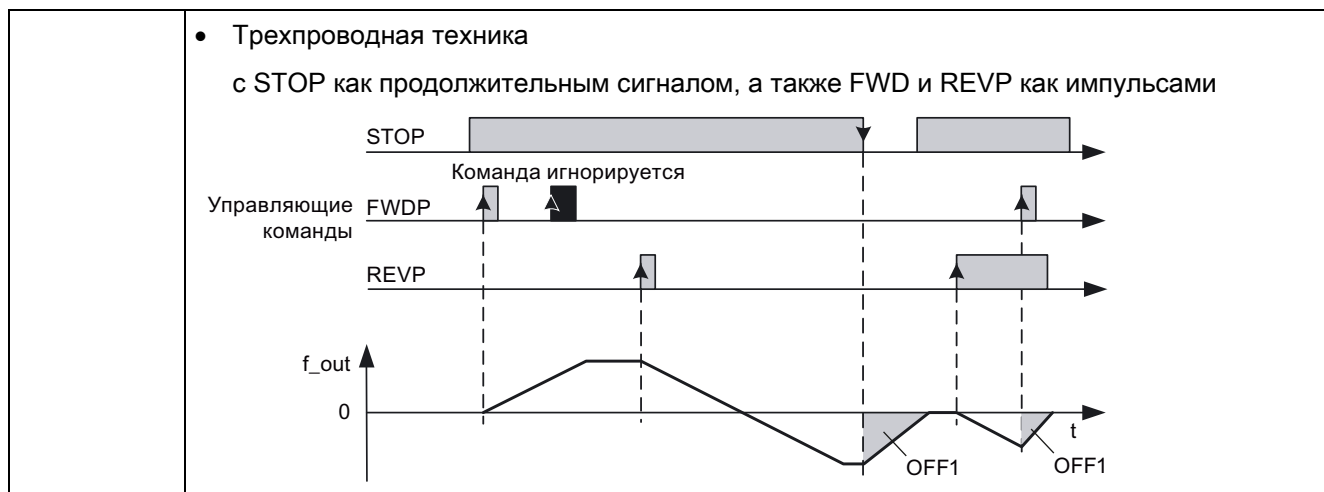 • Трехпроводная техника
с STOP как продолжительным сигналом, а также FWD и REVP как импульсами
STOP
Команда игнорируется
Управляющие
команды
FWDP
REVP
f_out
0
t
OFF1
OFF1